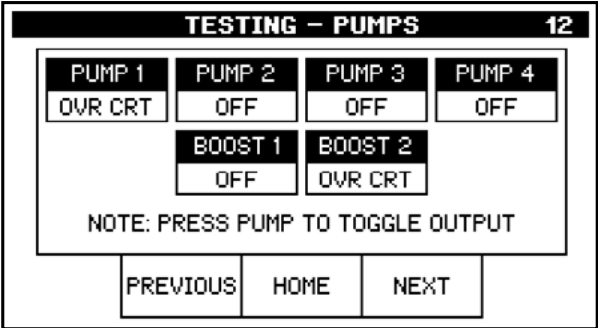 TESTING - PUMPS 12
PUMP 1 PUMP 2 PUMP 3 PUMP 4
OVR CRT OFF OFF OFF
BOOST 1 BOOST 2
OFF OVR CRT
NOTE: PRESS PUMP TO TOGGLE OUTPUT
PREVIOUS HOME NEXT